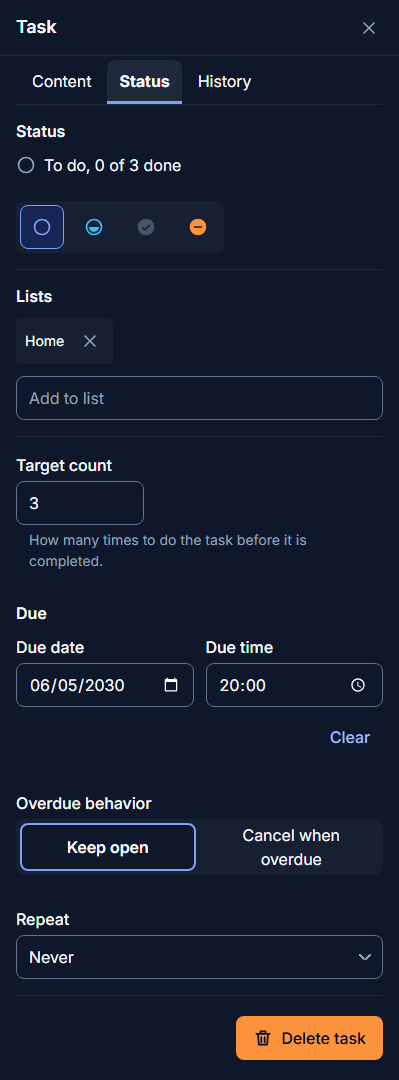 Task
Content Status History
Status
To do, 0 of 3 done
Lists
Home
Add to list
Target count
3
How many times to do the task before it is
completed.
Due
Due date Due time
06/05/2030 20:00
Clear
Overdue behavior
Keep open Cancel when
overdue
Repeat
Never
Delete task